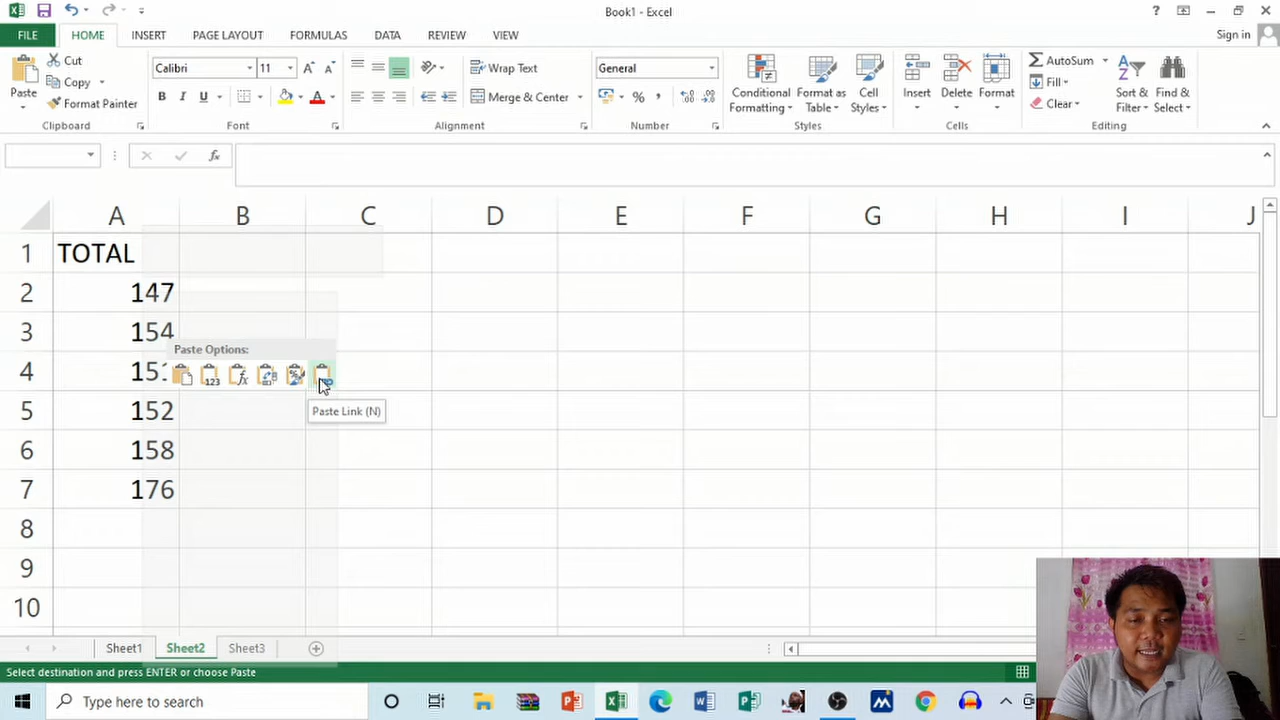 Book1 - Excel
FILE HOME INSERT PAGE LAYOUT FORMULAS DATA REVIEW VIEW Sign in
Cut
Copy
Format Painter
Paste
Clipboard
Calibri 11
B I U
Font
Wrap Text
Merge & Center
Alignment
General
%
Number
Conditional Formatting
Format as Table
Cell Styles
Styles
Insert Delete Format
Cells
AutoSum
Fill
Clear
Sort & Filter
Find & Select
Editing
fx
A B C D E F G H I J
1 TOTAL
2 147
3 154
Paste Options:
4 151
123 fx %
Paste Link (N)
5 152
6 158
7 176
8
9
10
Sheet1 Sheet2 Sheet3
Select destination and press ENTER or choose Paste
Type here to search